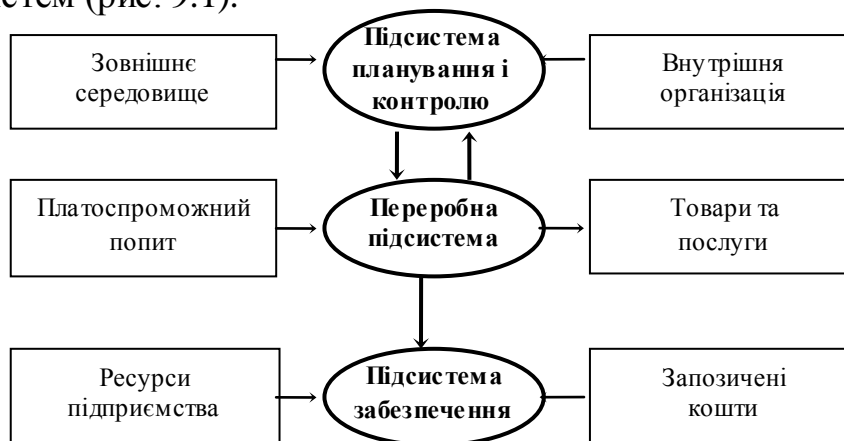 стем (рис. 9.1).
Зовнішнє
середовище
Підсистема
планування і
контролю
Внутрішня
організація
Платоспроможний
попит
Переробна
підсистема
Товари та
послуги
Ресурси
підприємства
Підсистема
забезпечення
Запозичені
кошти